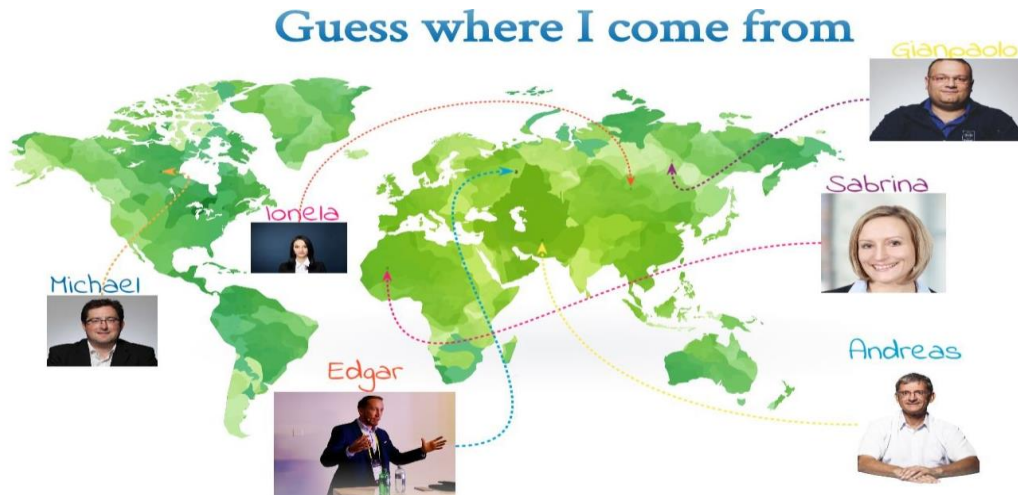 Guess where I come from
Gianpaolo
Sabrina
Ionela
Michael
Andreas
Edgar